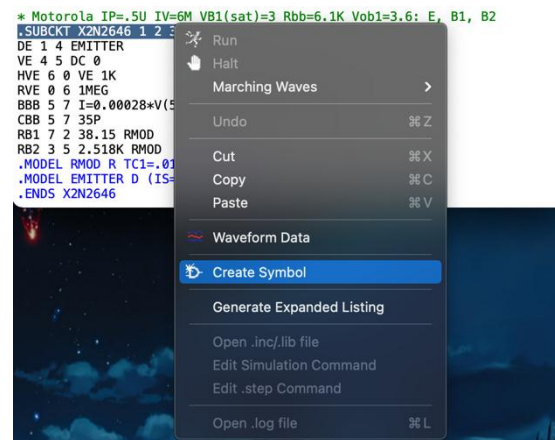 * Motorola IP=.5U IV=6M VB1(sat)=3 Rbb=6.1K Vob1=3.6: E, B1, B2
.SUBCKT X2N2646 1 2 3
DE 1 4 EMITTER
VE 4 5 DC 0
HVE 6 0 VE 1K
RVE 0 6 1MEG
BBB 5 7 I=0.00028*V(5
CBB 5 7 35P
RB1 7 2 38.15 RMOD
RB2 3 5 2.518K RMOD
.MODEL RMOD R TC1=.01
.MODEL EMITTER D (IS=
.ENDS X2N2646
Run
Halt
Marching Waves
Undo ⌘Z
Cut ⌘X
Copy ⌘C
Paste ⌘V
Waveform Data
Create Symbol
Generate Expanded Listing
Open .inc/.lib file
Edit Simulation Command
Edit .step Command
Open .log file ⌘L